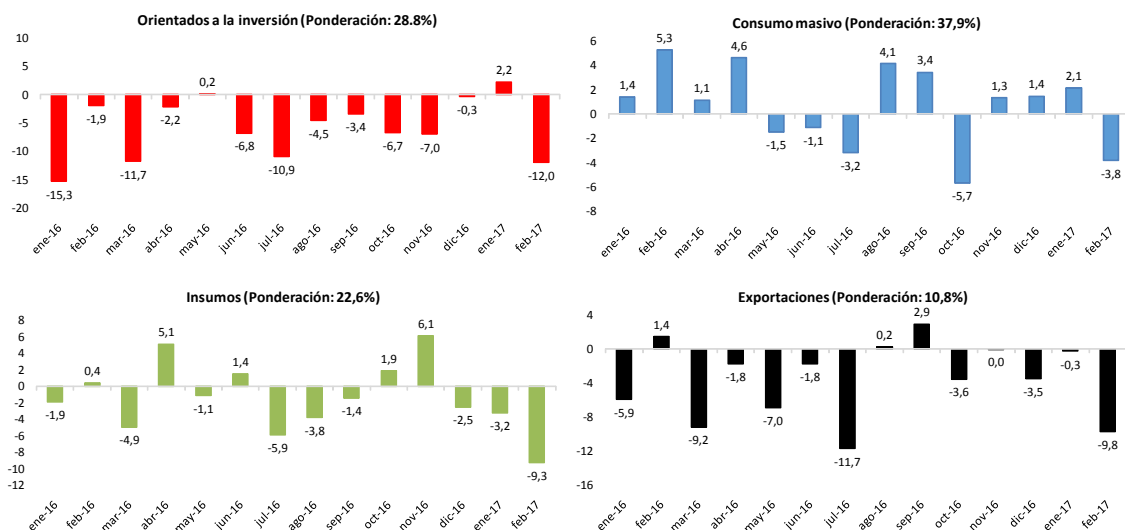 Orientados a la inversión (Ponderación: 28.8%)
10
5
0
-5
-10
-15
-20
-15,3
-1,9
-11,7
-2,2
0,2
-6,8
-10,9
-4,5
-3,4
-6,7
-7,0
-0,3
2,2
-12,0
ene-16
feb-16
mar-16
abr-16
may-16
jun-16
jul-16
ago-16
sep-16
oct-16
nov-16
dic-16
ene-17
feb-17
Consumo masivo (Ponderación: 37,9%)
6
4
2
0
-2
-4
-6
-8
1,4
5,3
1,1
4,6
-1,5
-1,1
-3,2
4,1
3,4
-5,7
1,3
1,4
2,1
-3,8
ene-16
feb-16
mar-16
abr-16
may-16
jun-16
jul-16
ago-16
sep-16
oct-16
nov-16
dic-16
ene-17
feb-17
Insumos (Ponderación: 22,6%)
8
6
4
2
0
-2
-4
-6
-8
-10
-12
-1,9
0,4
-4,9
5,1
-1,1
1,4
-5,9
-3,8
-1,4
1,9
6,1
-2,5
-3,2
-9,3
ene-16
feb-16
mar-16
abr-16
may-16
jun-16
jul-16
ago-16
sep-16
oct-16
nov-16
dic-16
ene-17
feb-17
Exportaciones (Ponderación: 10,8%)
4
0
-4
-8
-12
-16
-5,9
1,4
-9,2
-1,8
-7,0
-1,8
-11,7
0,2
2,9
-3,6
0,0
-3,5
-0,3
-9,8
ene-16
feb-16
mar-16
abr-16
may-16
jun-16
jul-16
ago-16
sep-16
oct-16
nov-16
dic-16
ene-17
feb-17